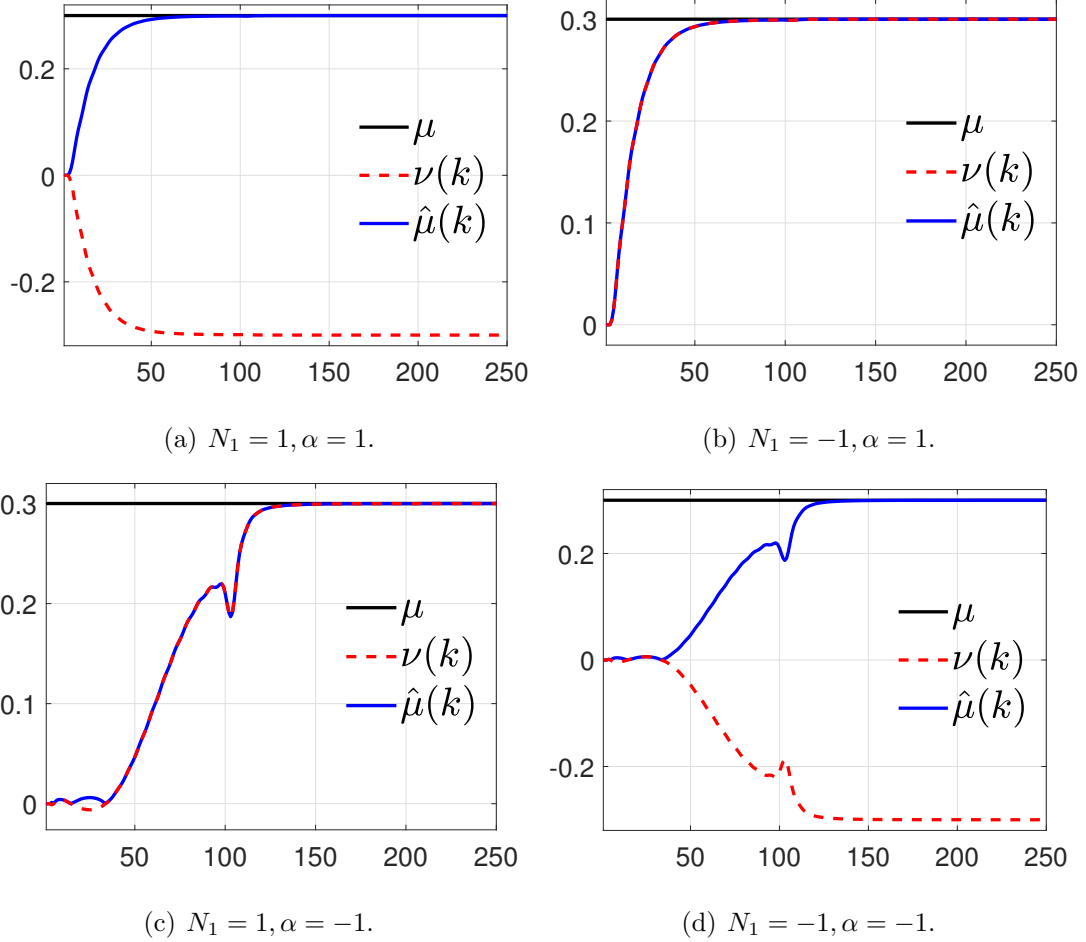 0.2
0
-0.2
μ
ν(k)
μ̂(k)
50 100 150 200 250
(a) N₁ = 1, α = 1.
0.3
0.2
0.1
0
μ
ν(k)
μ̂(k)
50 100 150 200 250
(b) N₁ = −1, α = 1.
0.3
0.2
0.1
0
μ
ν(k)
μ̂(k)
50 100 150 200 250
(c) N₁ = 1, α = −1.
0.2
0
-0.2
μ
ν(k)
μ̂(k)
50 100 150 200 250
(d) N₁ = −1, α = −1.